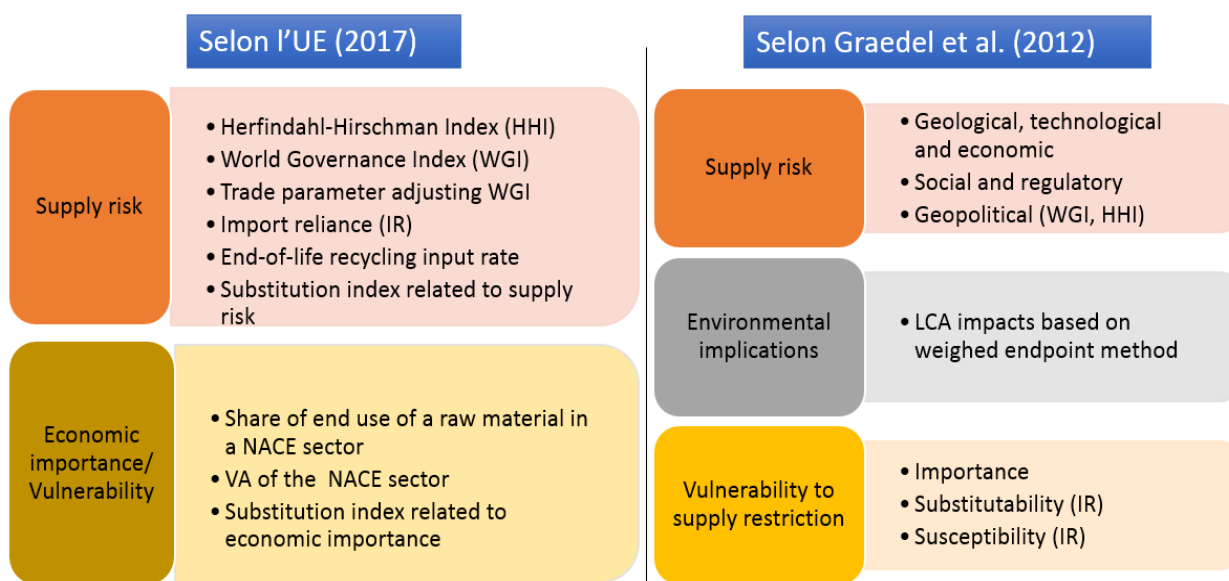 Selon l'UE (2017)
Supply risk
• Herfindahl-Hirschman Index (HHI)
• World Governance Index (WGI)
• Trade parameter adjusting WGI
• Import reliance (IR)
• End-of-life recycling input rate
• Substitution index related to supply
risk
Economic
importance/
Vulnerability
• Share of end use of a raw material in
a NACE sector
• VA of the NACE sector
• Substitution index related to
economic importance
Selon Graedel et al. (2012)
Supply risk
• Geological, technological
and economic
• Social and regulatory
• Geopolitical (WGI, HHI)
Environmental
implications
• LCA impacts based on
weighed endpoint method
Vulnerability to
supply restriction
• Importance
• Substitutability (IR)
• Susceptibility (IR)